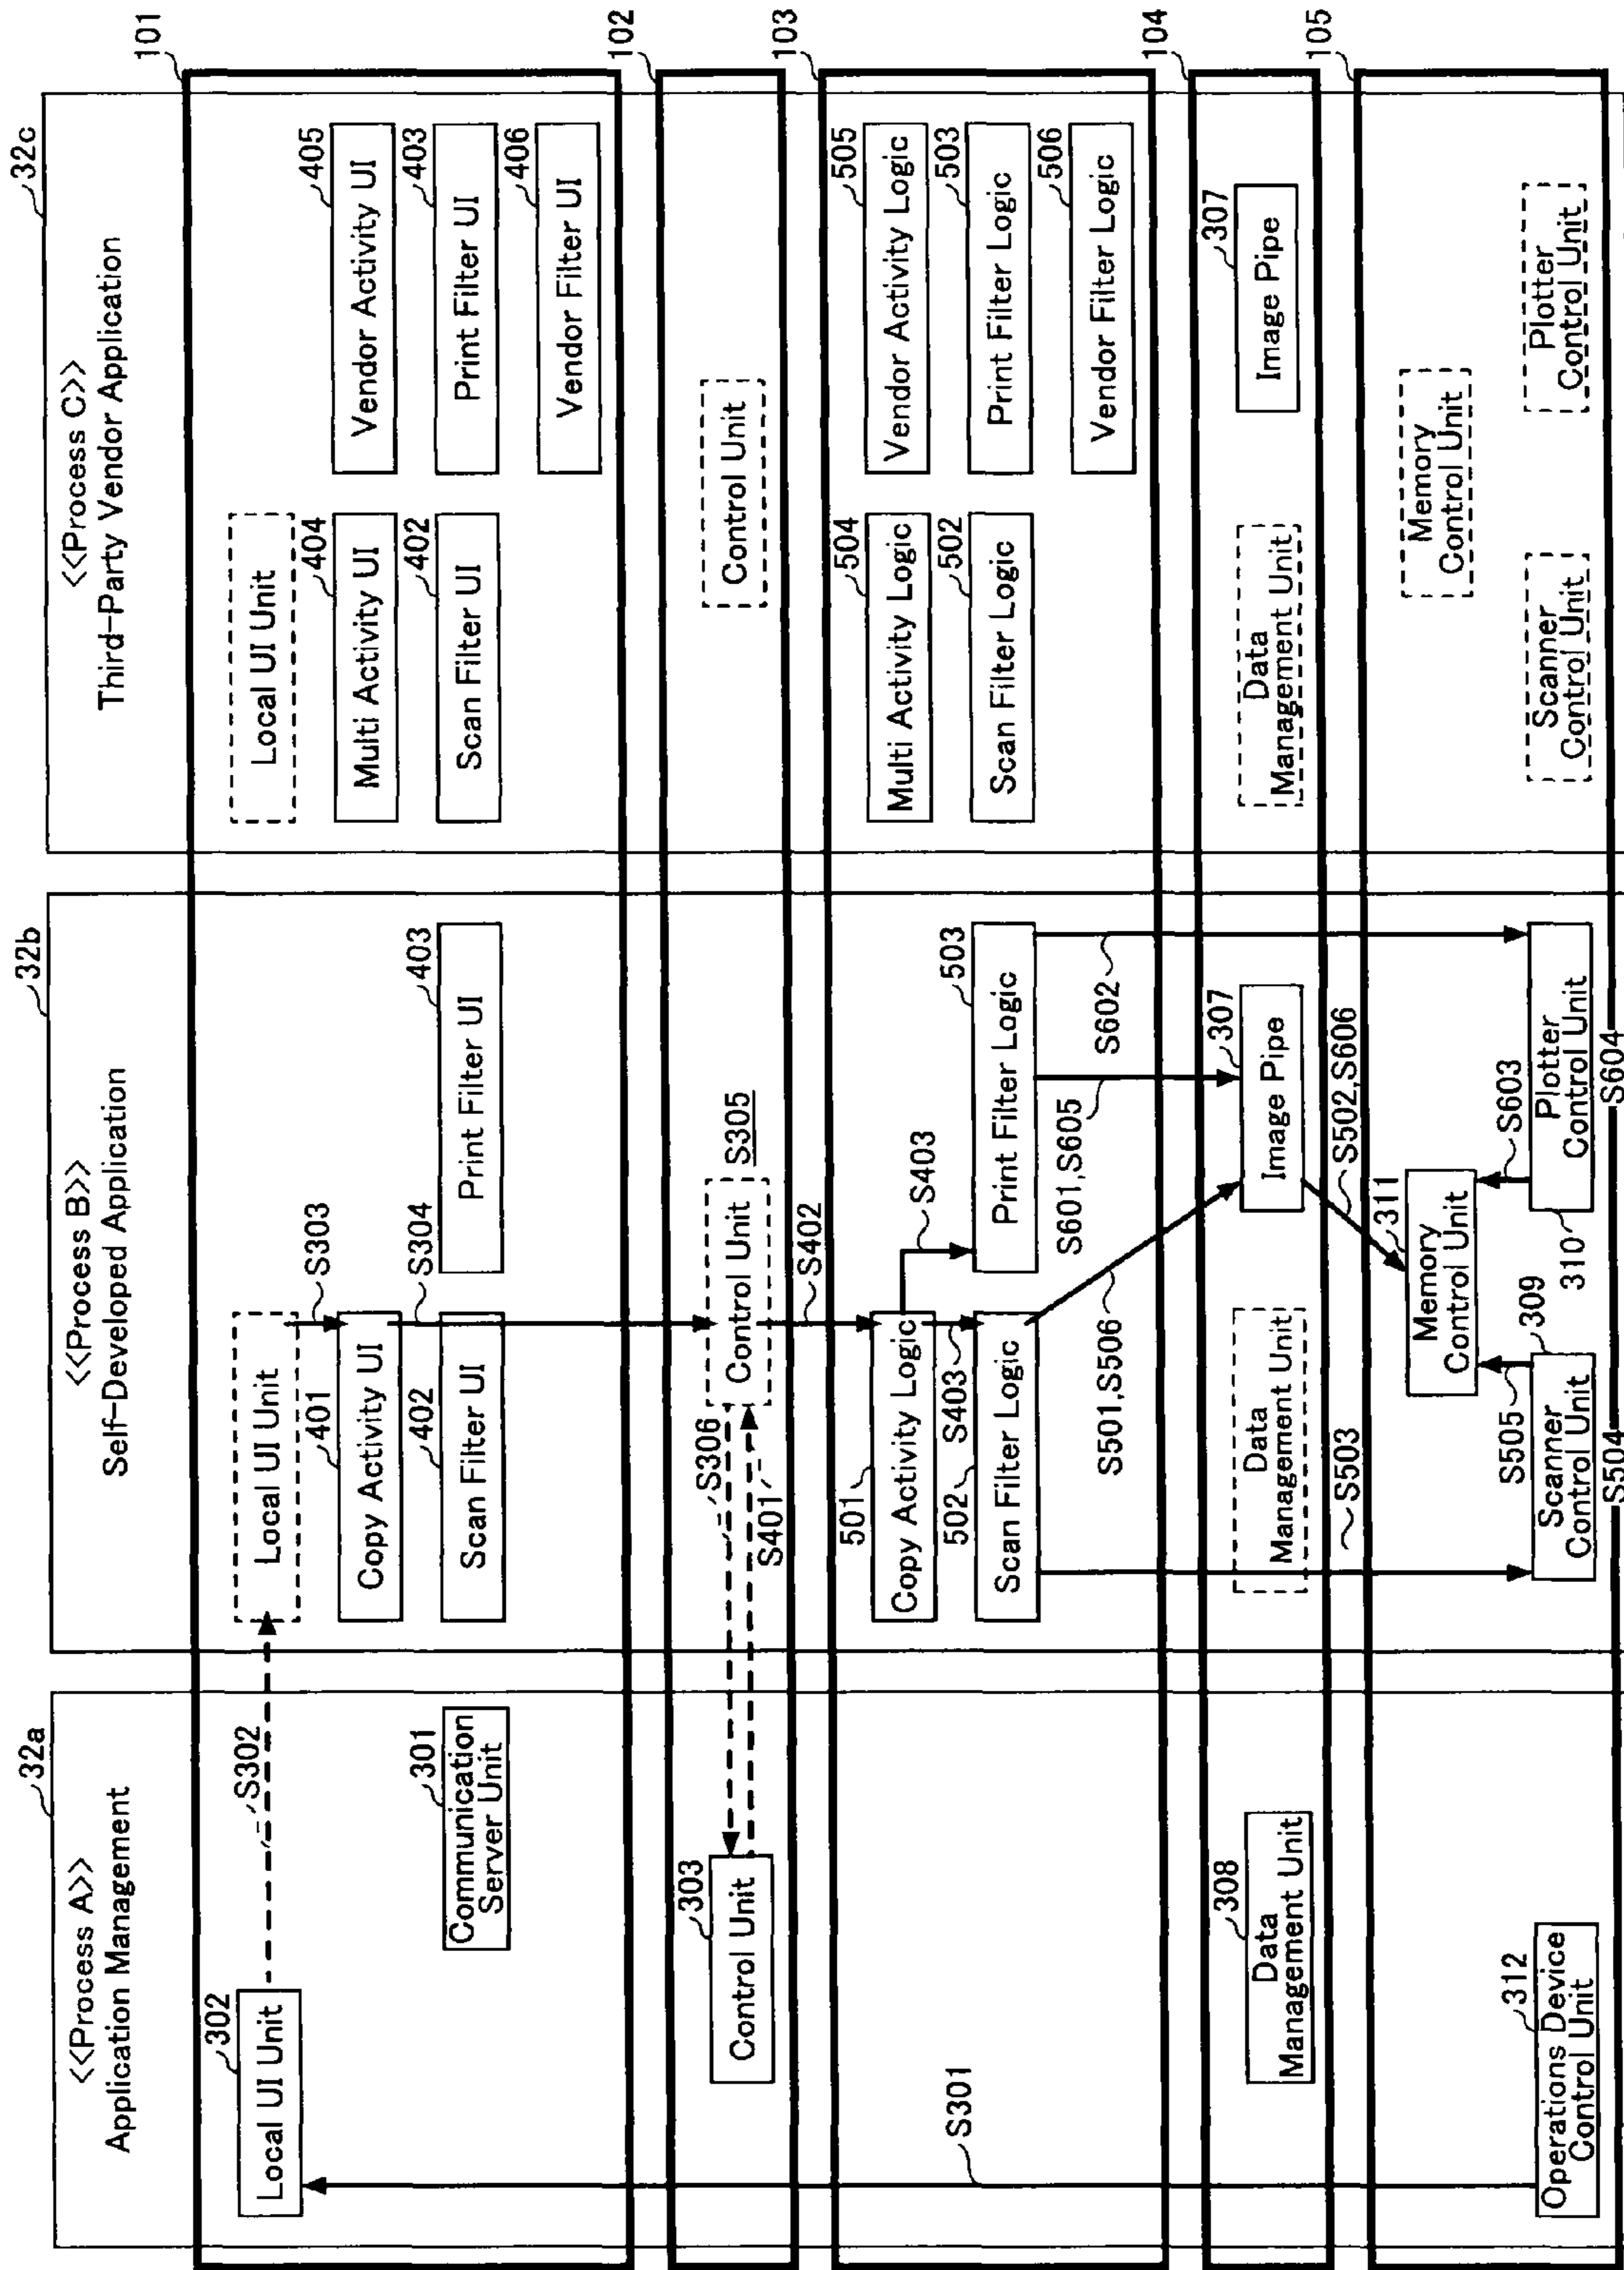 32a
<<Process A>>
Application Management
32b
<<Process B>>
Self-Developed Application
32c
<<Process C>>
Third-Party Vendor Application
101
302
Local UI Unit
S302
301
Communication
Server Unit
Local UI Unit
S303
401
Copy Activity UI
S304
402
Scan Filter UI
403
Print Filter UI
Local UI Unit
404
Multi Activity UI
405
Vendor Activity UI
402
Scan Filter UI
403
Print Filter UI
406
Vendor Filter UI
102
303
Control Unit
S306
S401
Control Unit
S305
S402
Control Unit
103
S301
501
Copy Activity Logic
S403
S403
502
Scan Filter Logic
503
Print Filter Logic
S501,S506
S601,S605
S602
504
Multi Activity Logic
505
Vendor Activity Logic
502
Scan Filter Logic
503
Print Filter Logic
506
Vendor Filter Logic
104
308
Data
Management Unit
Data
Management Unit
307
Image Pipe
Data
Management Unit
307
Image Pipe
S503
S502,S606
105
312
Operations Device
Control Unit
311
Memory
Control Unit
S505
309
Scanner
Control Unit
S504
310
S603
Plotter
Control Unit
S604
Memory
Control Unit
Scanner
Control Unit
Plotter
Control Unit